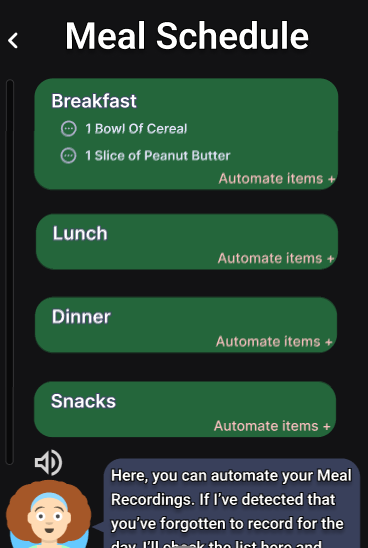 Meal Schedule
Breakfast
1 Bowl Of Cereal
1 Slice of Peanut Butter
Automate items +
Lunch
Automate items +
Dinner
Automate items +
Snacks
Automate items +
Here, you can automate your Meal
Recordings. If I've detected that
you've forgotten to record for the
day, I'll check the list here and